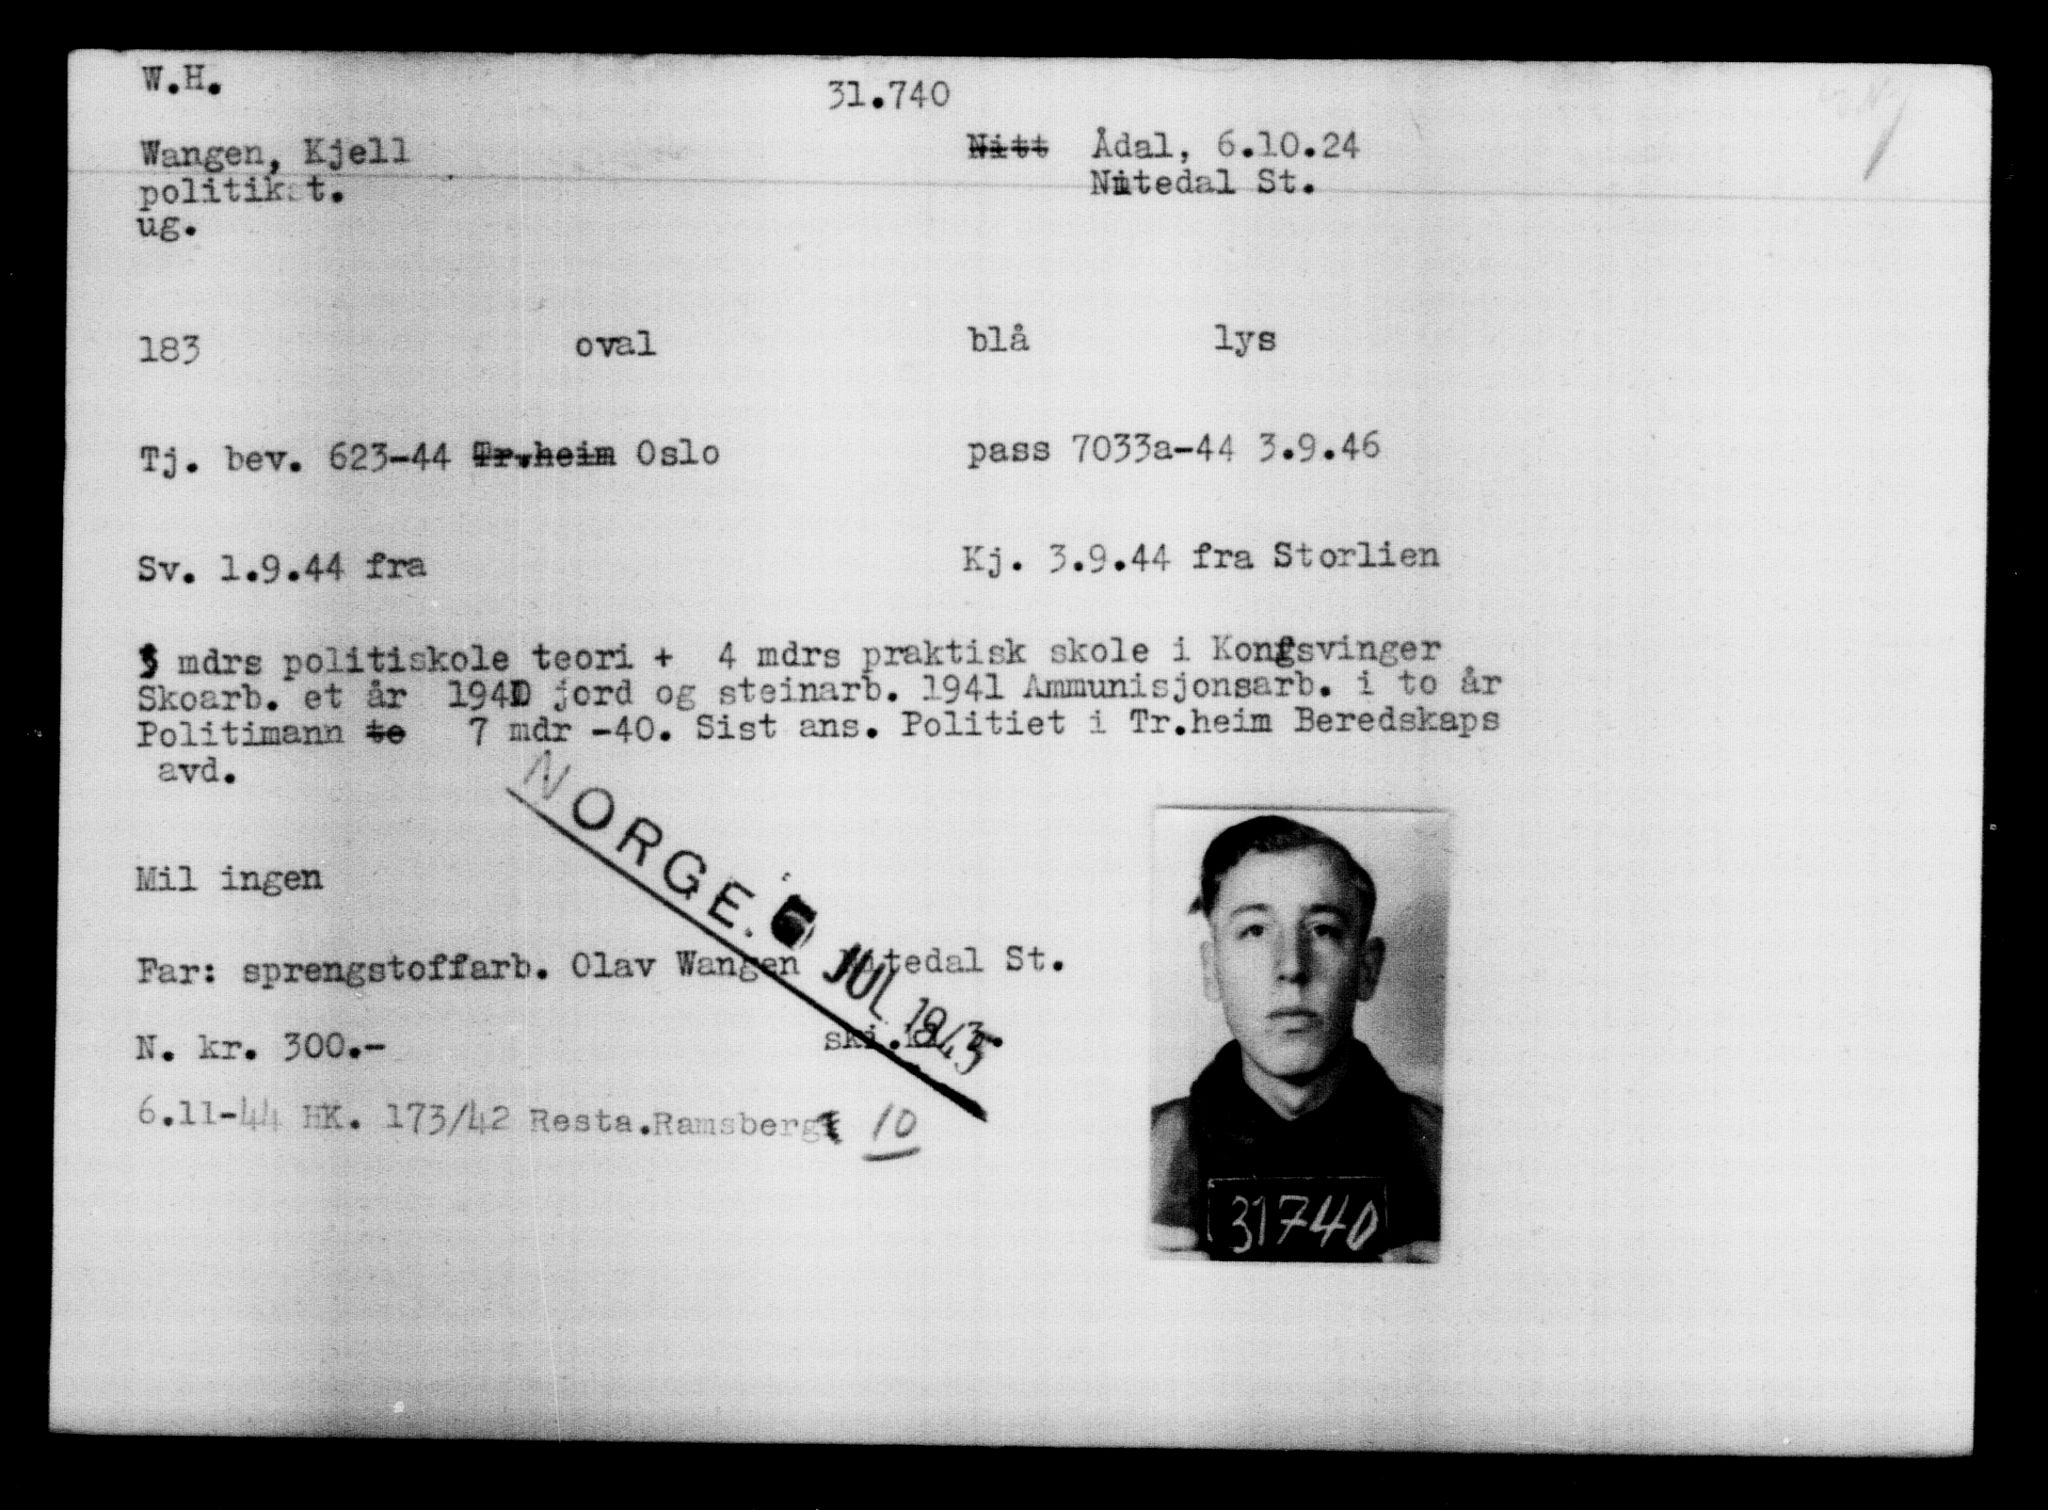 W.H.
31.740
Wangen, Kjell
Nitt Ådal, 6.10.24
politikst.
Nitedal St.
ug.
183 oval blå lys
Tj. bev. 623-44 Tr.heim Oslo pass 7033a-44 3.9.46
Sv. 1.9.44 fra Kj. 3.9.44 fra Storlien
mdrs politiskole teori + 4 mdrs praktisk skole i Kongsvinger
Skoarb. et år 1940 jord og steinarb. 1941 Ammunisjonsarb. i to år
Politimann to 7 mdr -40. Sist ans. Politiet i Tr.heim Beredskaps
avd.
NORGE. JUL 1945
Mil ingen
Far: sprengstoffarb. Olav Wangen Nitedal St.
N. kr. 300.-
6.11-44 HK. 173/42 Resta.Ramsberg 10
31740